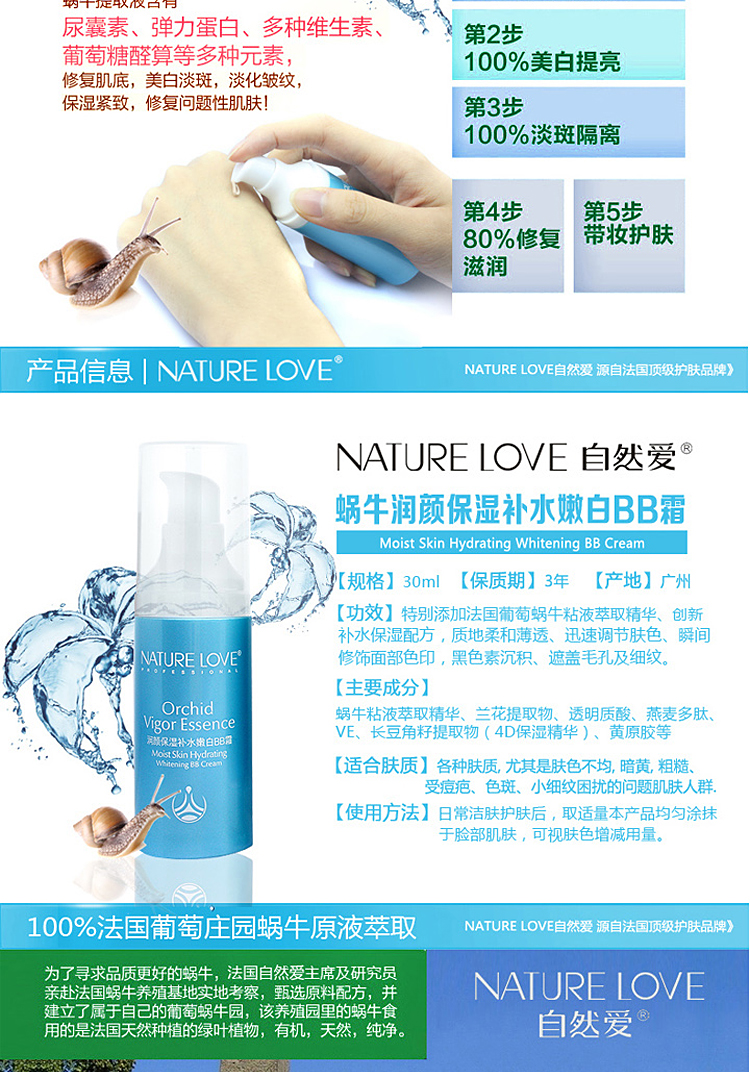 蜗牛提取液含有
尿囊素、弹力蛋白、多种维生素、
葡萄糖醛算等多种元素，
修复肌底，美白淡斑，淡化皱纹，
保湿紧致，修复问题性肌肤！
第2步
100%美白提亮
第3步
100%淡斑隔离
第4步
80%修复
滋润
第5步
带妆护肤
产品信息 | NATURE LOVE®
NATURE LOVE自然爱 源自法国顶级护肤品牌》
NATURE LOVE 自然爱®
蜗牛润颜保湿补水嫩白BB霜
Moist Skin Hydrating Whitening BB Cream
【规格】30ml 【保质期】3年 【产地】广州
【功效】特别添加法国葡萄蜗牛粘液萃取精华、创新
补水保湿配方，质地柔和薄透、迅速调节肤色、瞬间
修饰面部色印，黑色素沉积、遮盖毛孔及细纹。
【主要成分】
蜗牛粘液萃取精华、兰花提取物、透明质酸、燕麦多肽、
VE、长豆角籽提取物（4D保湿精华）、黄原胶等
【适合肤质】各种肤质, 尤其是肤色不均, 暗黄, 粗糙、
受痘疤、色斑、小细纹困扰的问题肌肤人群.
【使用方法】日常洁肤护肤后，取适量本产品均匀涂抹
于脸部肌肤，可视肤色增减用量。
NATURE LOVE®
PROFESSIONAL
Orchid
Vigor Essence
润颜保湿补水嫩白BB霜
Moist Skin Hydrating
Whitening BB Cream
100%法国葡萄庄园蜗牛原液萃取
NATURE LOVE自然爱 源自法国顶级护肤品牌》
为了寻求品质更好的蜗牛，法国自然爱主席及研究员
亲赴法国蜗牛养殖基地实地考察，甄选原料配方，并
建立了属于自己的葡萄蜗牛园，该养殖园里的蜗牛食
用的是法国天然种植的绿叶植物，有机，天然，纯净。
NATURE LOVE
自然爱®